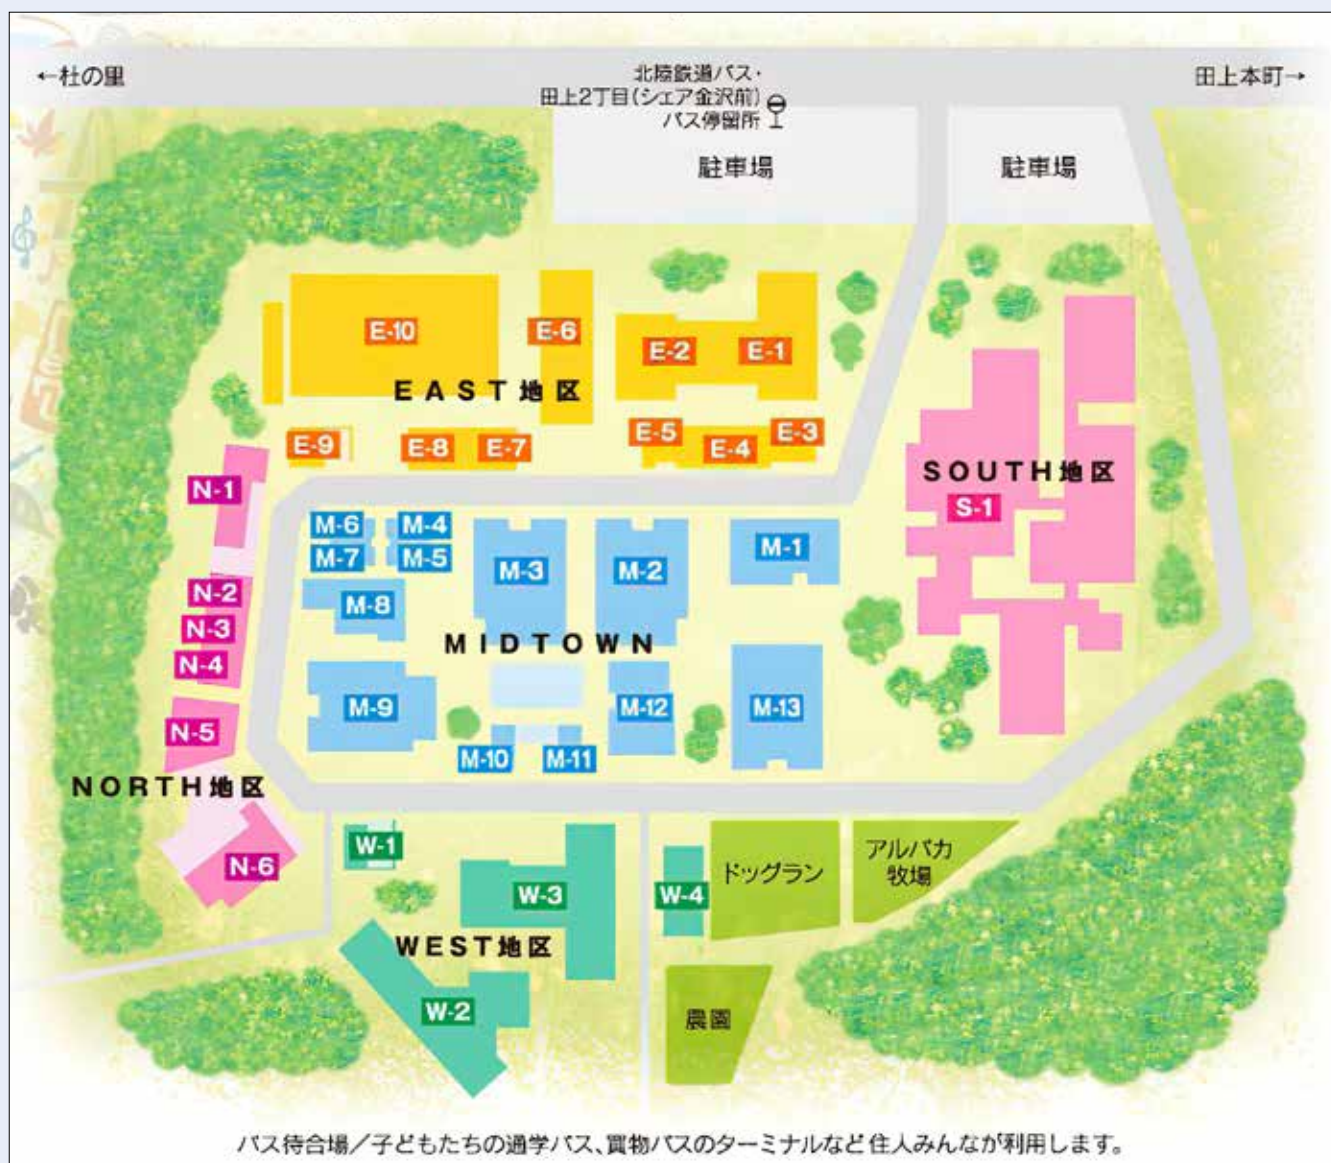 ←杜の里
北陸鉄道バス・
田上2丁目(シェア金沢前)
バス停留所
田上本町→
駐車場
駐車場
E-10
E-6
E-2
E-1
EAST地区
E-9
E-8
E-7
E-5
E-4
E-3
SOUTH地区
S-1
N-1
N-2
N-3
N-4
N-5
NORTH地区
N-6
M-6
M-4
M-7
M-5
M-3
M-2
M-1
M-8
MIDTOWN
M-9
M-12
M-13
M-10
M-11
W-1
W-3
W-4
ドッグラン
アルパカ
牧場
WEST地区
W-2
農園
バス待合場/子どもたちの通学バス、買物バスのターミナルなど住人みんなが利用します。